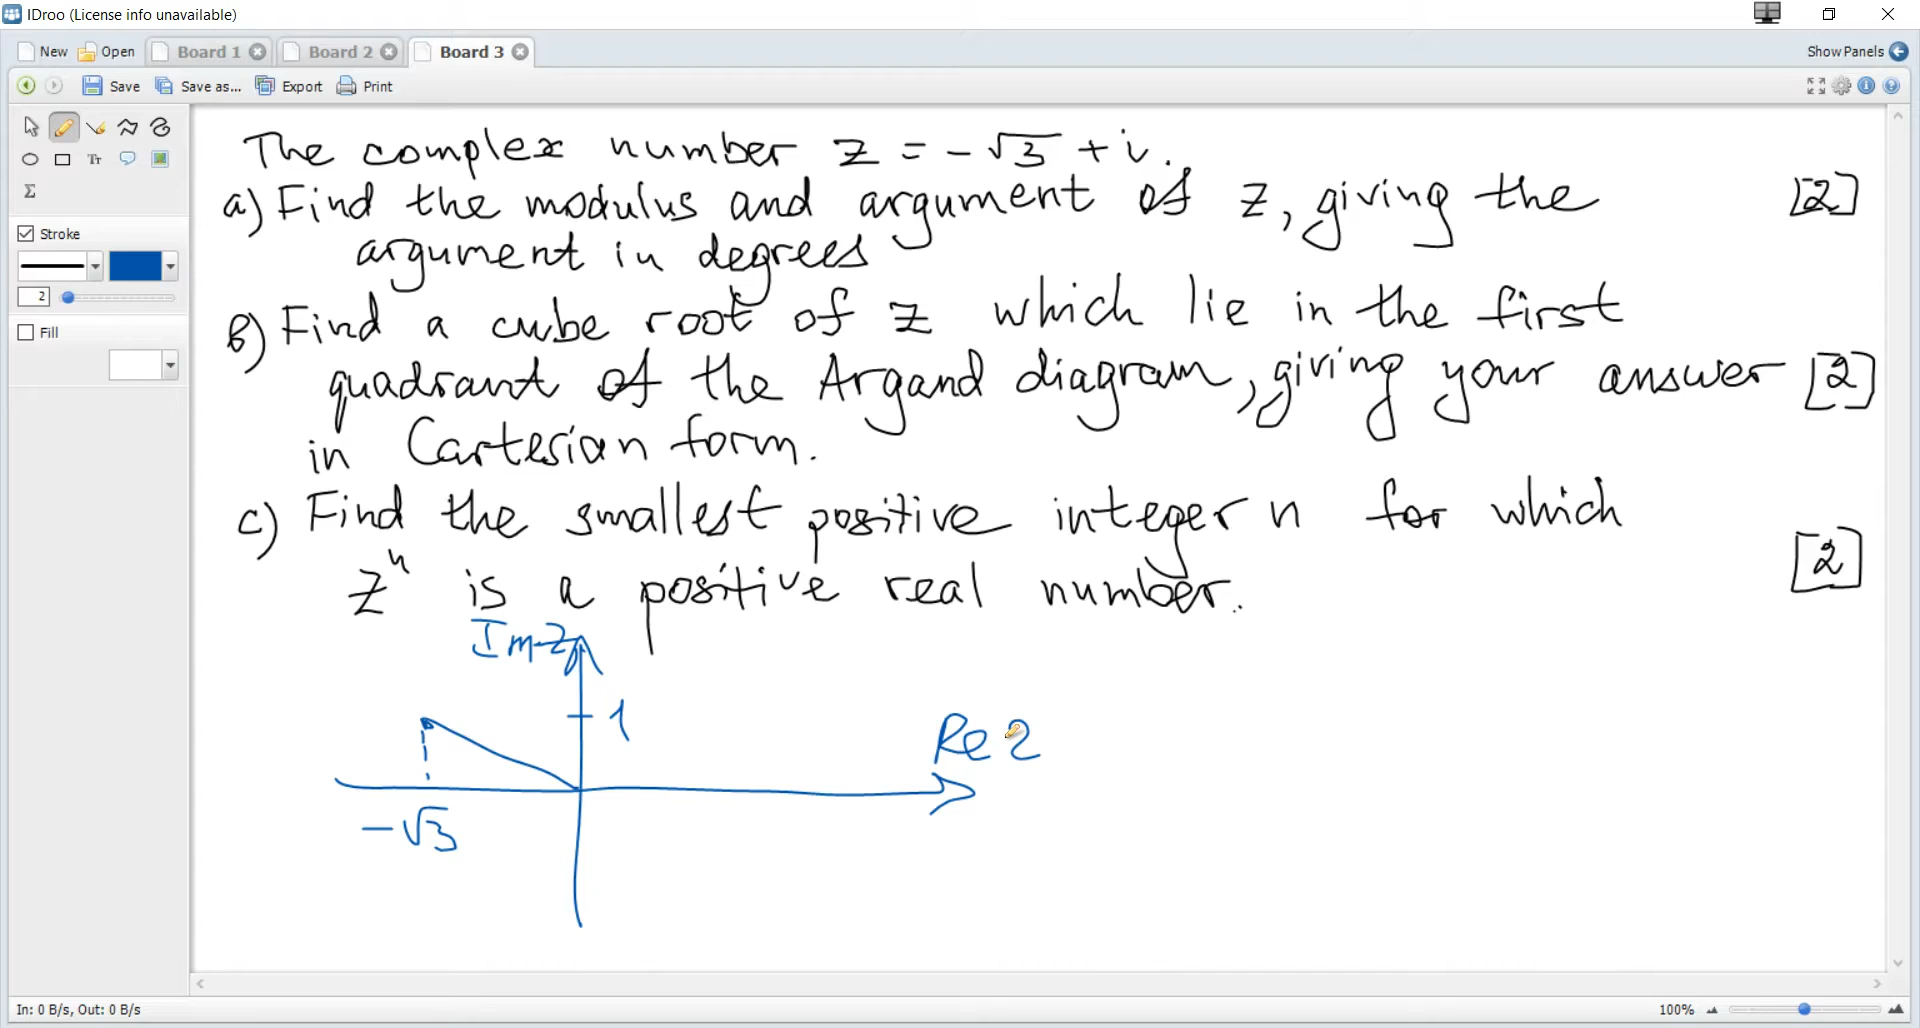 IDroo (License info unavailable)
New Open Board 1 Board 2 Board 3 Show Panels
Save Save as... Export Print
The complex number z = -√3 + i.
a) Find the modulus and argument of z, giving the [2]
argument in degrees
b) Find a cube root of z which lie in the first
quadrant of the Argand diagram, giving your answer [2]
in Cartesian form.
c) Find the smallest positive integer n for which
zⁿ is a positive real number. [2]
Im z
1
Re z
-√3
Tt
Σ
Stroke
2
Fill
In: 0 B/s, Out: 0 B/s 100%